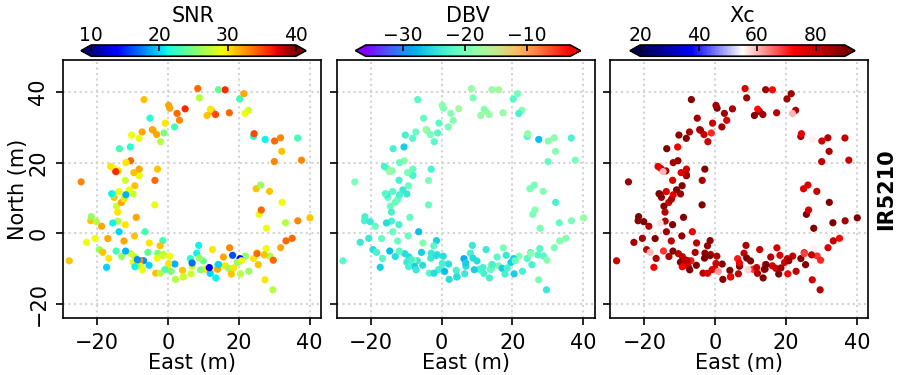 SNR DBV Xc
10 20 30 40 −30 −20 −10 20 40 60 80
40
20
0
−20
North (m)
−20 0 20 40 −20 0 20 40 −20 0 20 40
East (m) East (m) East (m)
IR5210